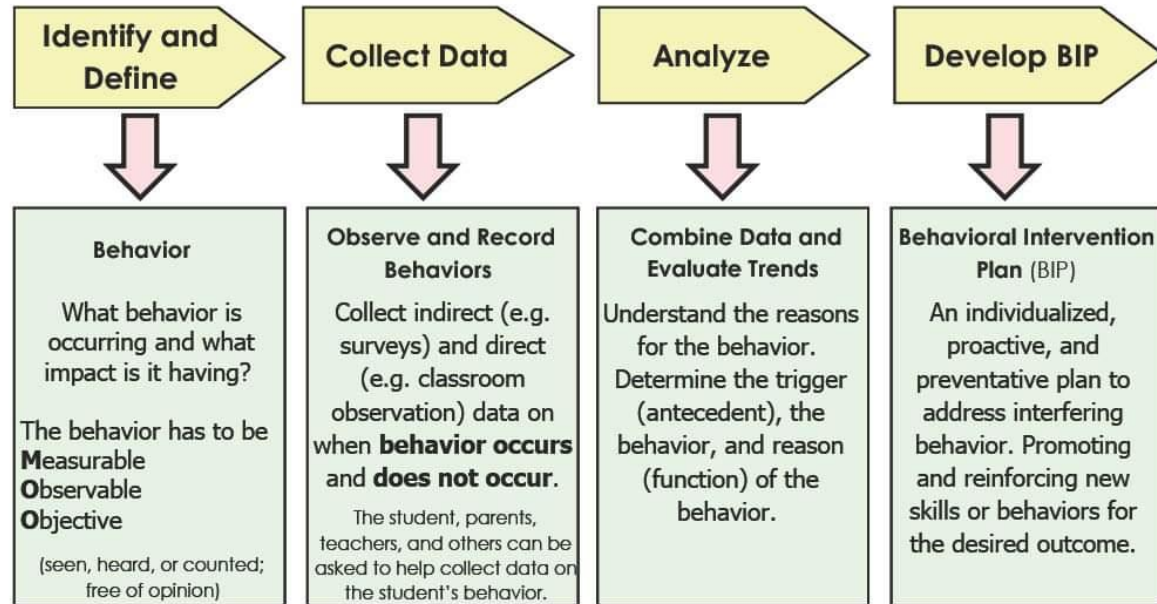 Identify and
Define
Collect Data
Analyze
Develop BIP
Behavior
What behavior is
occurring and what
impact is it having?
The behavior has to be
Measurable
Observable
Objective
(seen, heard, or counted;
free of opinion)
Observe and Record
Behaviors
Collect indirect (e.g.
surveys) and direct
(e.g. classroom
observation) data on
when behavior occurs
and does not occur.
The student, parents,
teachers, and others can be
asked to help collect data on
the student's behavior.
Combine Data and
Evaluate Trends
Understand the reasons
for the behavior.
Determine the trigger
(antecedent), the
behavior, and reason
(function) of the
behavior.
Behavioral Intervention
Plan (BIP)
An individualized,
proactive, and
preventative plan to
address interfering
behavior. Promoting
and reinforcing new
skills or behaviors for
the desired outcome.